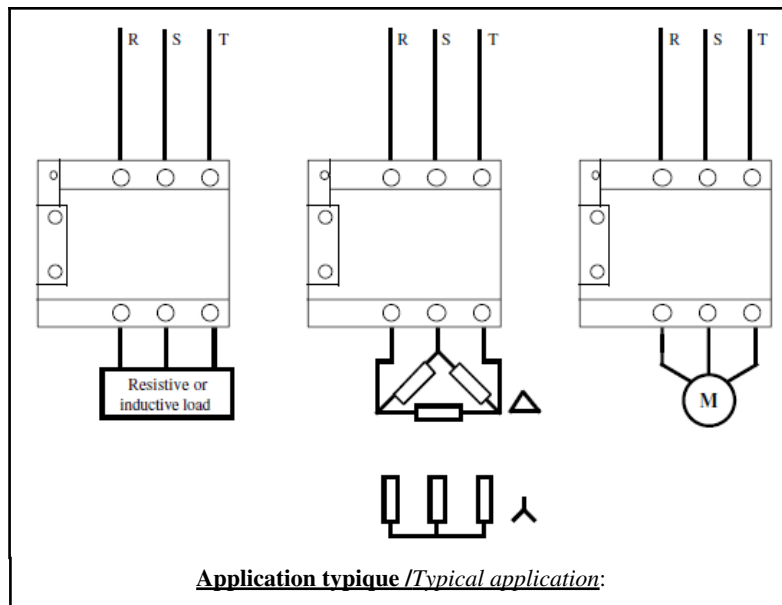 R S T
R S T
R S T
Resistive or
inductive load
M
Application typique /Typical application: